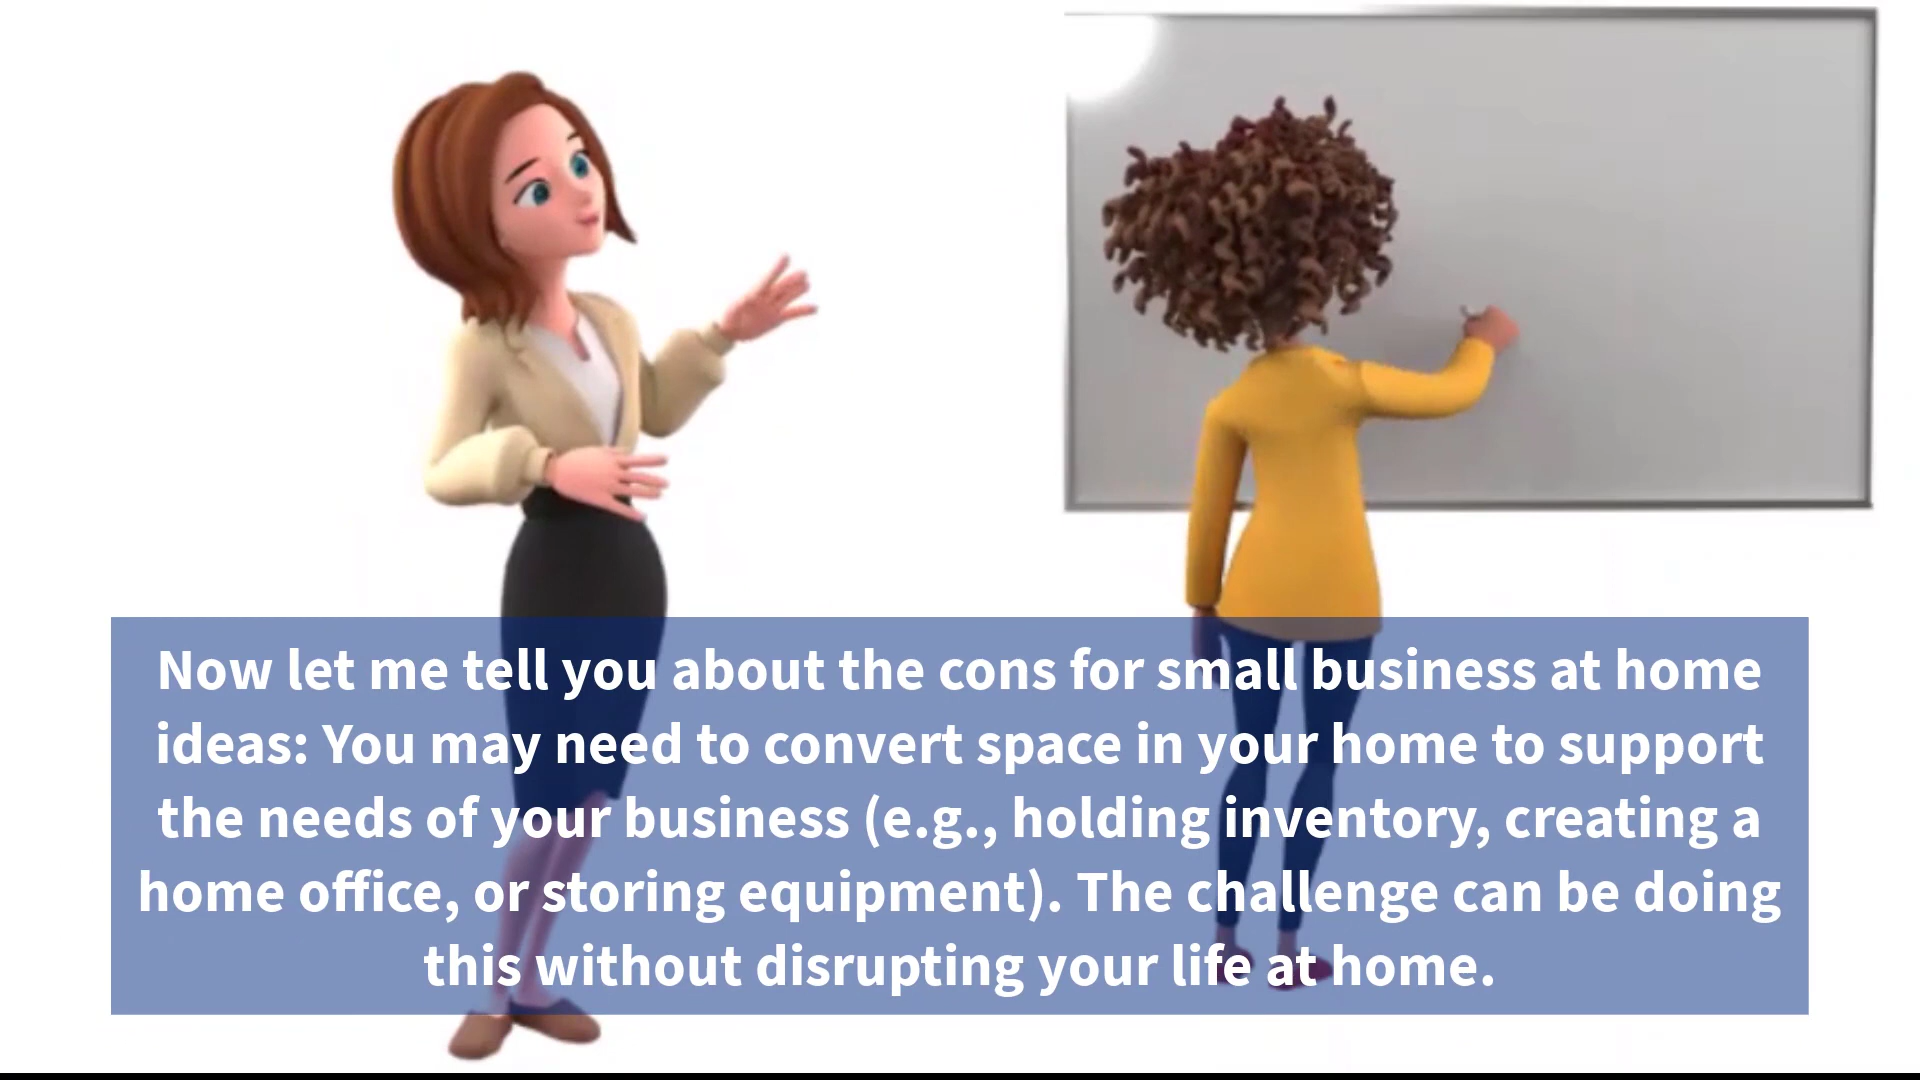 Now let me tell you about the cons for small business at home
ideas: You may need to convert space in your home to support
the needs of your business (e.g., holding inventory, creating a
home office, or storing equipment). The challenge can be doing
this without disrupting your life at home.